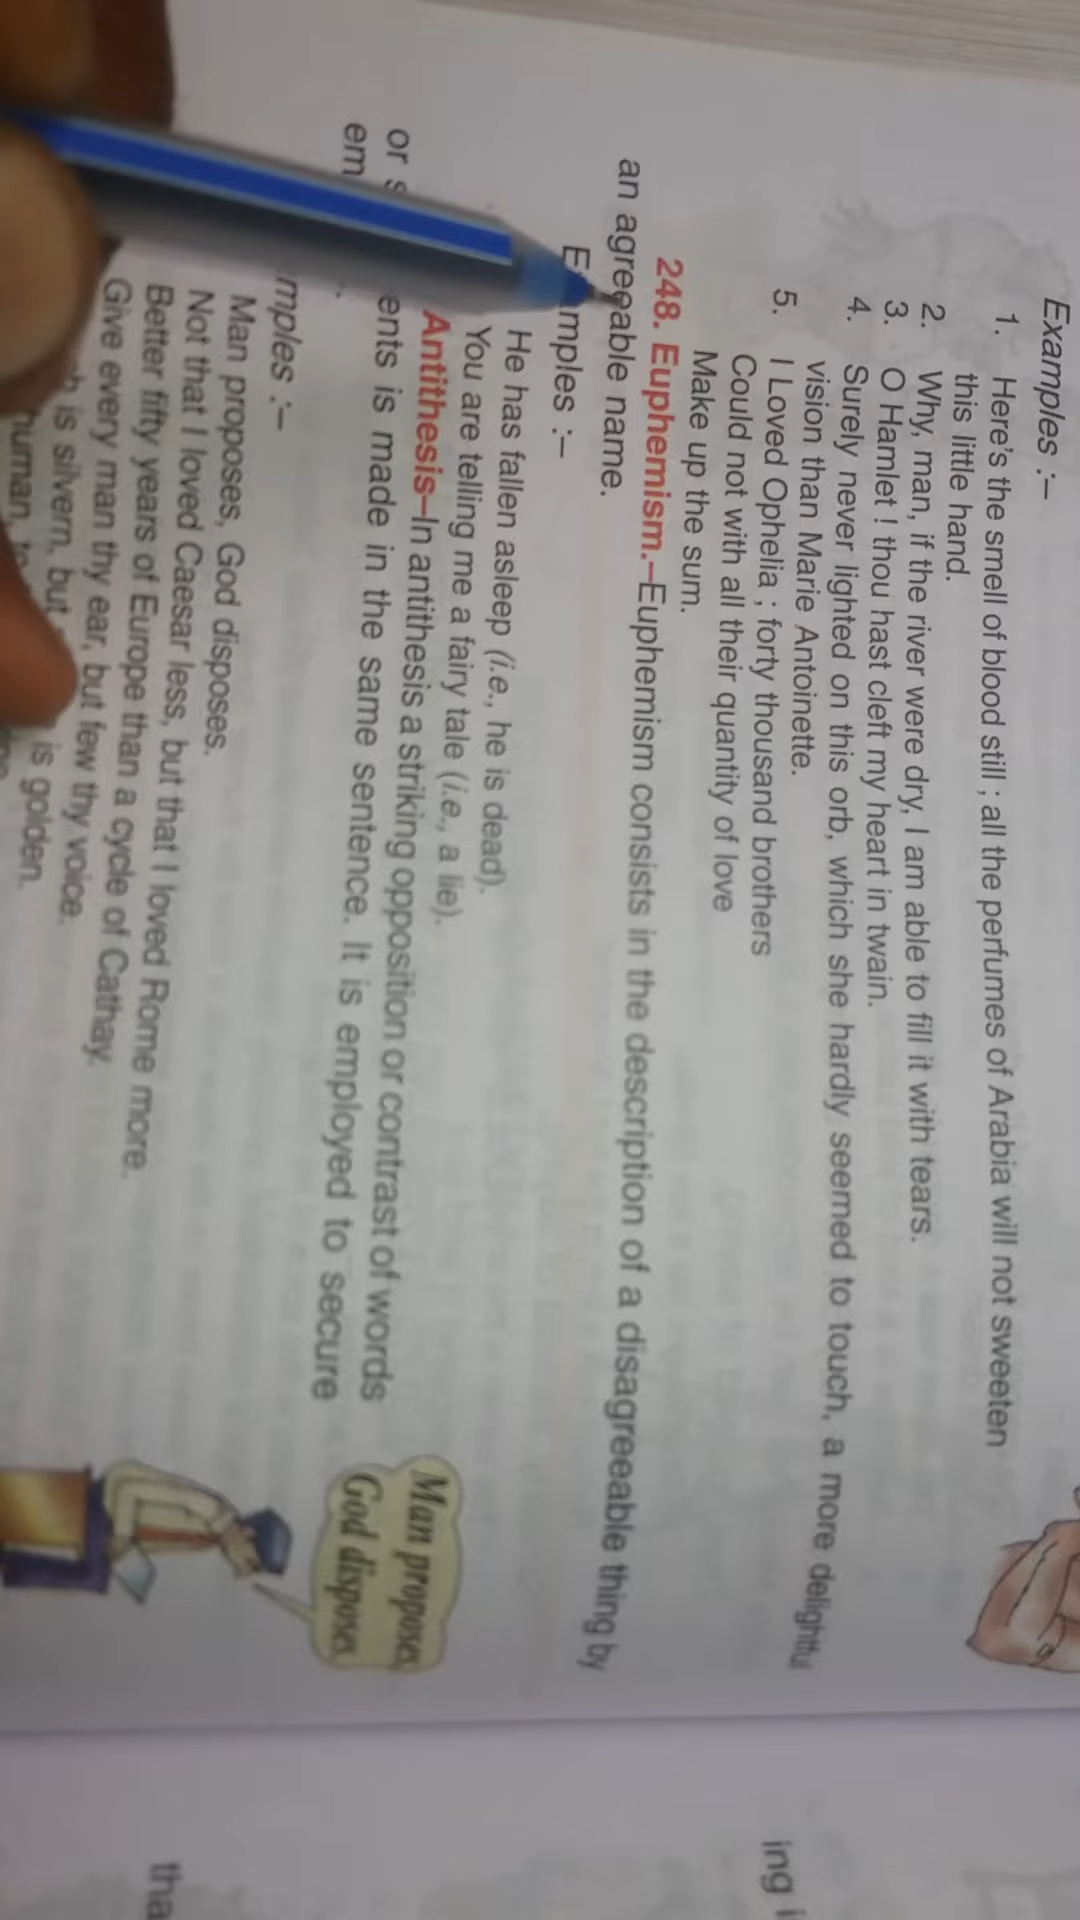 Examples :–
1. Here's the smell of blood still ; all the perfumes of Arabia will not sweeten
this little hand.
2. Why, man, if the river were dry, I am able to fill it with tears.
3. O Hamlet ! thou hast cleft my heart in twain.
4. Surely never lighted on this orb, which she hardly seemed to touch, a more delightful
vision than Marie Antoinette.
5. I Loved Ophelia ; forty thousand brothers
Could not with all their quantity of love
Make up the sum.
248. Euphemism.–Euphemism consists in the description of a disagreeable thing by
an agreeable name.
E mples :–
He has fallen asleep (i.e., he is dead).
You are telling me a fairy tale (i.e., a lie).
Antithesis–In antithesis a striking opposition or contrast of words
or s ents is made in the same sentence. It is employed to secure
em .
mples :–
Man proposes, God disposes.
Not that I loved Caesar less, but that I loved Rome more.
Better fifty years of Europe than a cycle of Cathay.
Give every man thy ear, but few thy voice.
h is silvern, but is golden.
human, to
Man proposes,
God disposes.
ing i
tha